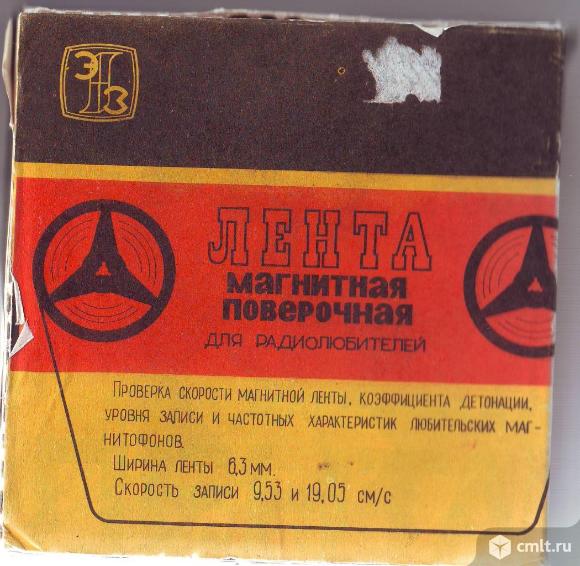 ЭЛЗ
ЛЕНТА
МАГНИТНАЯ
ПОВЕРОЧНАЯ
ДЛЯ РАДИОЛЮБИТЕЛЕЙ
ПРОВЕРКА СКОРОСТИ МАГНИТНОЙ ЛЕНТЫ, КОЭФФИЦИЕНТА ДЕТОНАЦИИ,
УРОВНЯ ЗАПИСИ И ЧАСТОТНЫХ ХАРАКТЕРИСТИК ЛЮБИТЕЛЬСКИХ МАГ-
НИТОФОНОВ.
ШИРИНА ЛЕНТЫ 6,3 ММ.
СКОРОСТЬ ЗАПИСИ 9,53 И 19,05 СМ/С
cmlt.ru